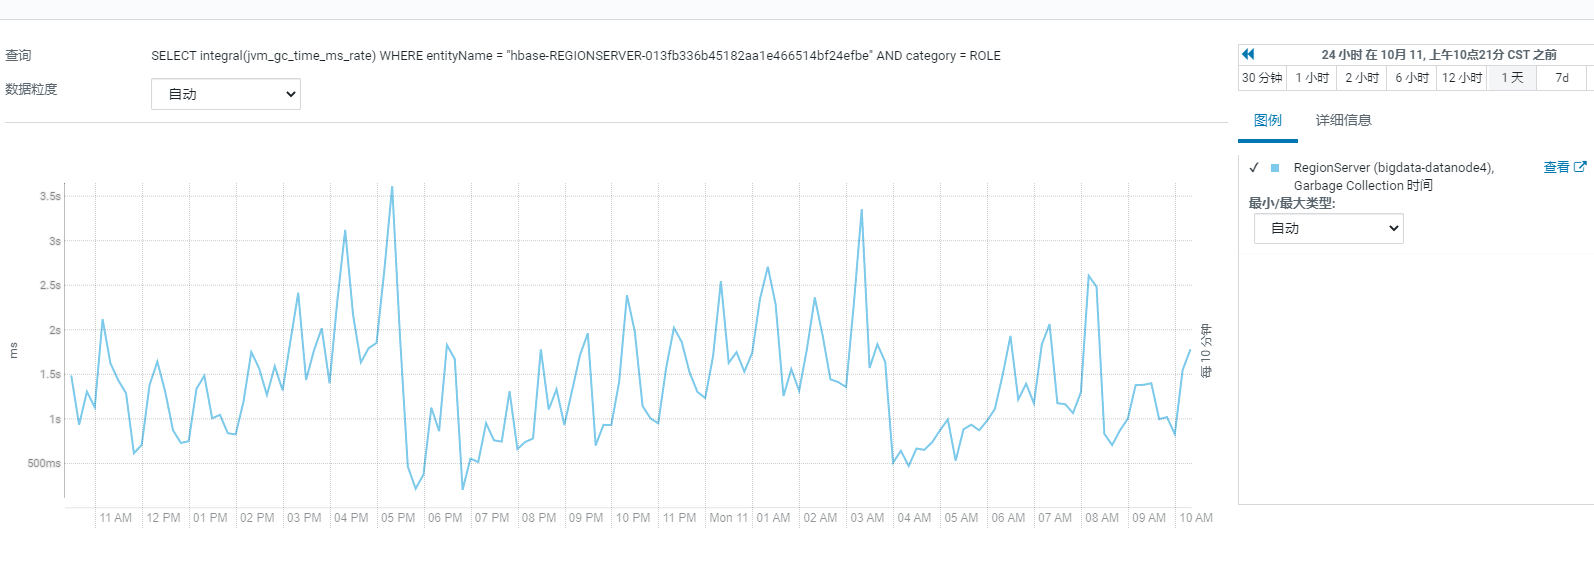 查询 SELECT integral(jvm_gc_time_ms_rate) WHERE entityName = "hbase-REGIONSERVER-013fb336b45182aa1e466514bf24efbe" AND category = ROLE
数据粒度 自动
24 小时 在 10月 11, 上午10点21分 CST 之前
30 分钟 1 小时 2 小时 6 小时 12 小时 1 天 7d
图例 详细信息
RegionServer (bigdata-datanode4), 查看
Garbage Collection 时间
最小/最大类型:
自动
3.5s
3s
2.5s
2s
1.5s
1s
500ms
ms
每 10 分钟
11 AM 12 PM 01 PM 02 PM 03 PM 04 PM 05 PM 06 PM 07 PM 08 PM 09 PM 10 PM 11 PM Mon 11 01 AM 02 AM 03 AM 04 AM 05 AM 06 AM 07 AM 08 AM 09 AM 10 AM